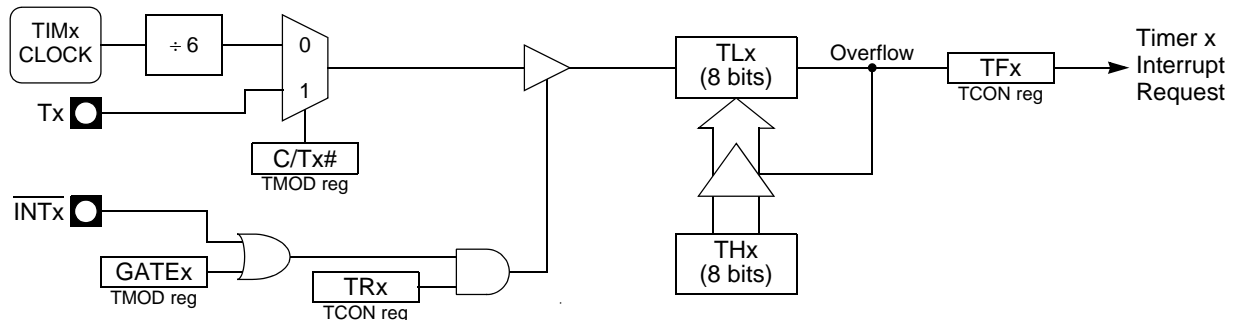 TIMx
CLOCK
÷ 6
0
1
Tx
C/Tx#
TMOD reg
TLx
(8 bits)
Overflow
TFx
TCON reg
Timer x
Interrupt
Request
INTx
GATEx
TMOD reg
TRx
TCON reg
THx
(8 bits)